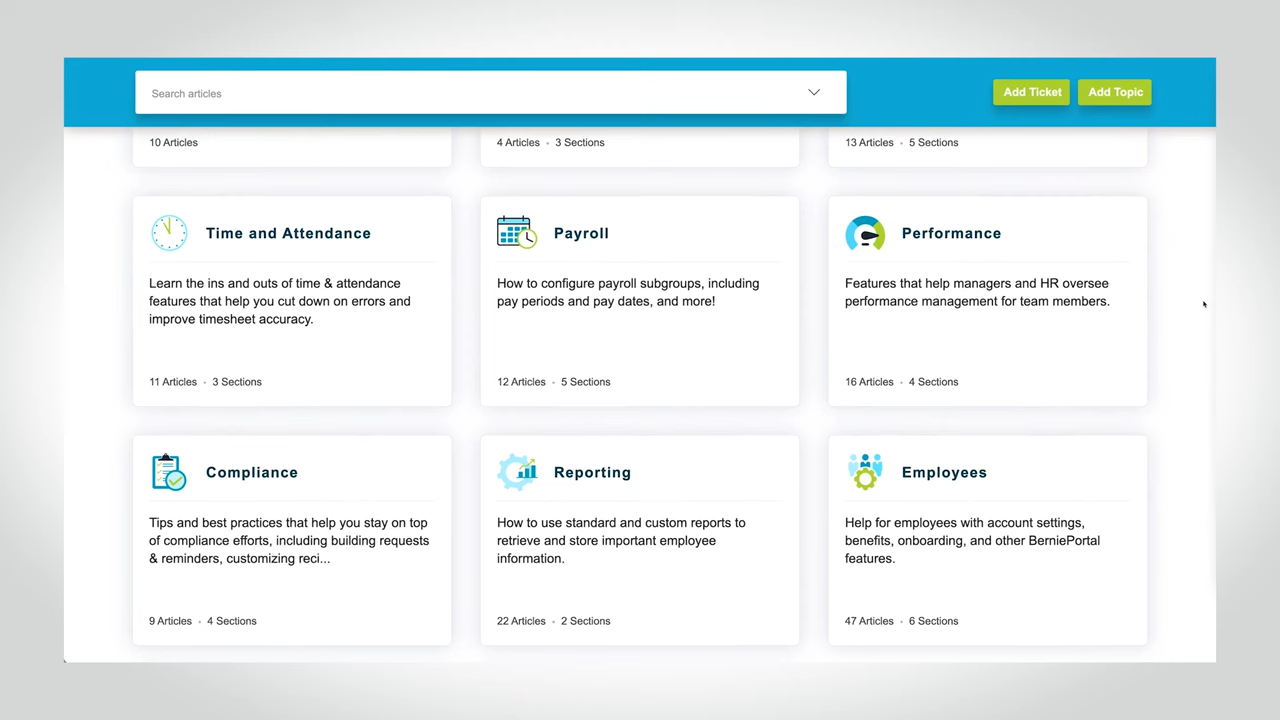 Search articles
Add Ticket
Add Topic
10 Articles
4 Articles • 3 Sections
13 Articles • 5 Sections
Time and Attendance
Learn the ins and outs of time & attendance
features that help you cut down on errors and
improve timesheet accuracy.
11 Articles • 3 Sections
Payroll
How to configure payroll subgroups, including
pay periods and pay dates, and more!
12 Articles • 5 Sections
Performance
Features that help managers and HR oversee
performance management for team members.
16 Articles • 4 Sections
Compliance
Tips and best practices that help you stay on top
of compliance efforts, including building requests
& reminders, customizing reci...
9 Articles • 4 Sections
Reporting
How to use standard and custom reports to
retrieve and store important employee
information.
22 Articles • 2 Sections
Employees
Help for employees with account settings,
benefits, onboarding, and other BerniePortal
features.
47 Articles • 6 Sections